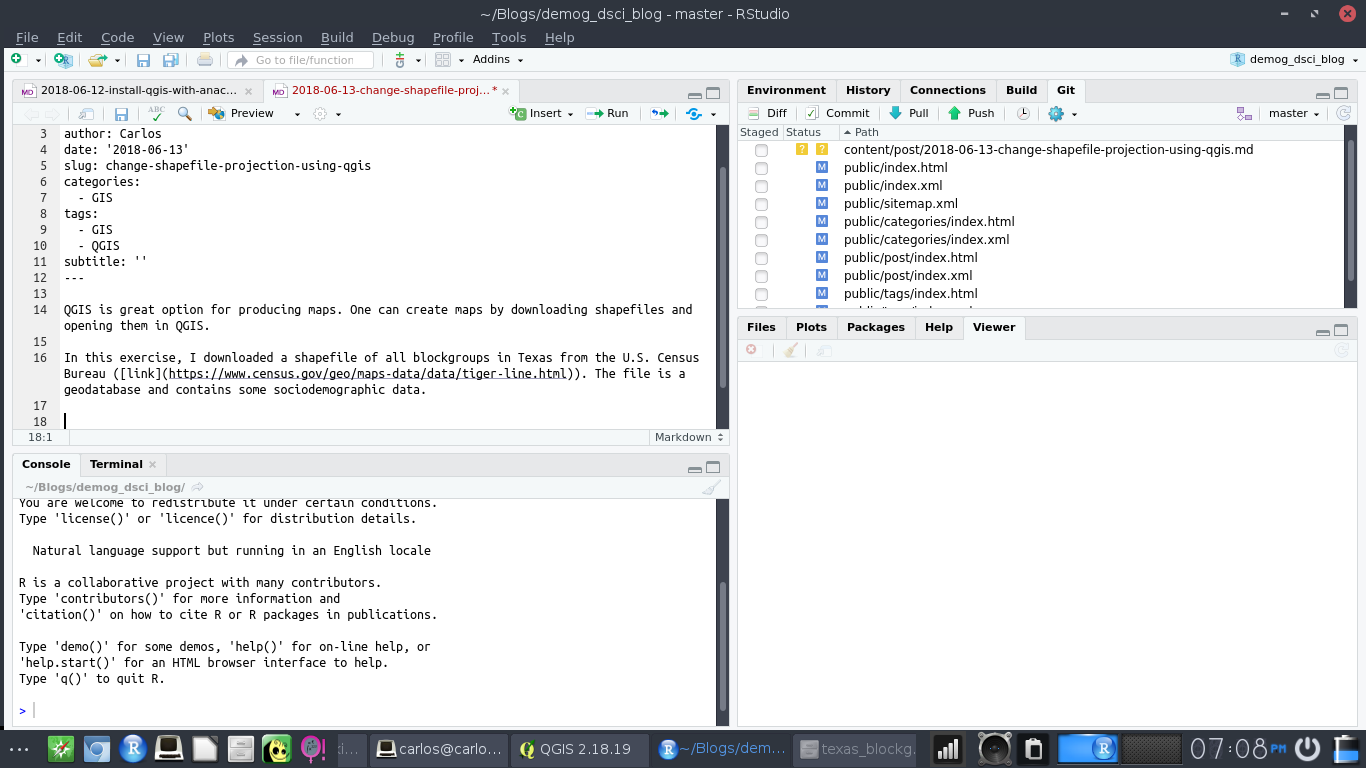 ~/Blogs/demog_dsci_blog - master - RStudio
File Edit Code View Plots Session Build Debug Profile Tools Help
Go to file/function
Addins
demog_dsci_blog
2018-06-12-install-qgis-with-anac...
2018-06-13-change-shapefile-proj...*
ABC
Preview
Insert
Run
3 author: Carlos
4 date: '2018-06-13'
5 slug: change-shapefile-projection-using-qgis
6 categories:
7 - GIS
8 tags:
9 - GIS
10 - QGIS
11 subtitle: ''
12 ---
13
14 QGIS is great option for producing maps. One can create maps by downloading shapefiles and
opening them in QGIS.
15
16 In this exercise, I downloaded a shapefile of all blockgroups in Texas from the U.S. Census
Bureau ([link](https://www.census.gov/geo/maps-data/data/tiger-line.html)). The file is a
geodatabase and contains some sociodemographic data.
17
18
18:1
Markdown
Console Terminal
~/Blogs/demog_dsci_blog/
You are welcome to redistribute it under certain conditions.
Type 'license()' or 'licence()' for distribution details.
Natural language support but running in an English locale
R is a collaborative project with many contributors.
Type 'contributors()' for more information and
'citation()' on how to cite R or R packages in publications.
Type 'demo()' for some demos, 'help()' for on-line help, or
'help.start()' for an HTML browser interface to help.
Type 'q()' to quit R.
>
Environment History Connections Build Git
Diff Commit Pull Push master
Staged Status Path
? ? content/post/2018-06-13-change-shapefile-projection-using-qgis.md
M public/index.html
M public/index.xml
M public/sitemap.xml
M public/categories/index.html
M public/categories/index.xml
M public/post/index.html
M public/post/index.xml
M public/tags/index.html
Files Plots Packages Help Viewer
carlos@carlo...
QGIS 2.18.19
~/Blogs/dem...
texas_blockg.
07:08 PM